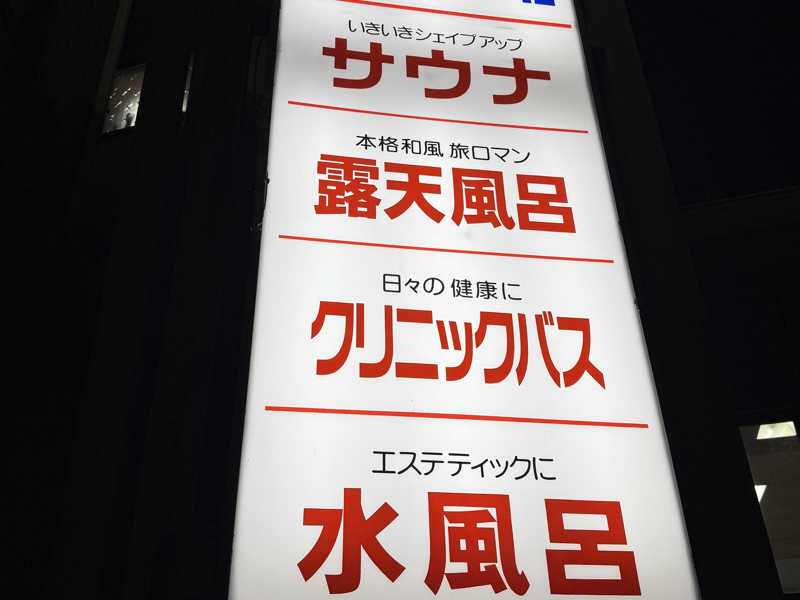 いきいきシェイプアップ
サウナ
本格和風 旅ロマン
露天風呂
日々の健康に
クリニックバス
エステティックに
水風呂